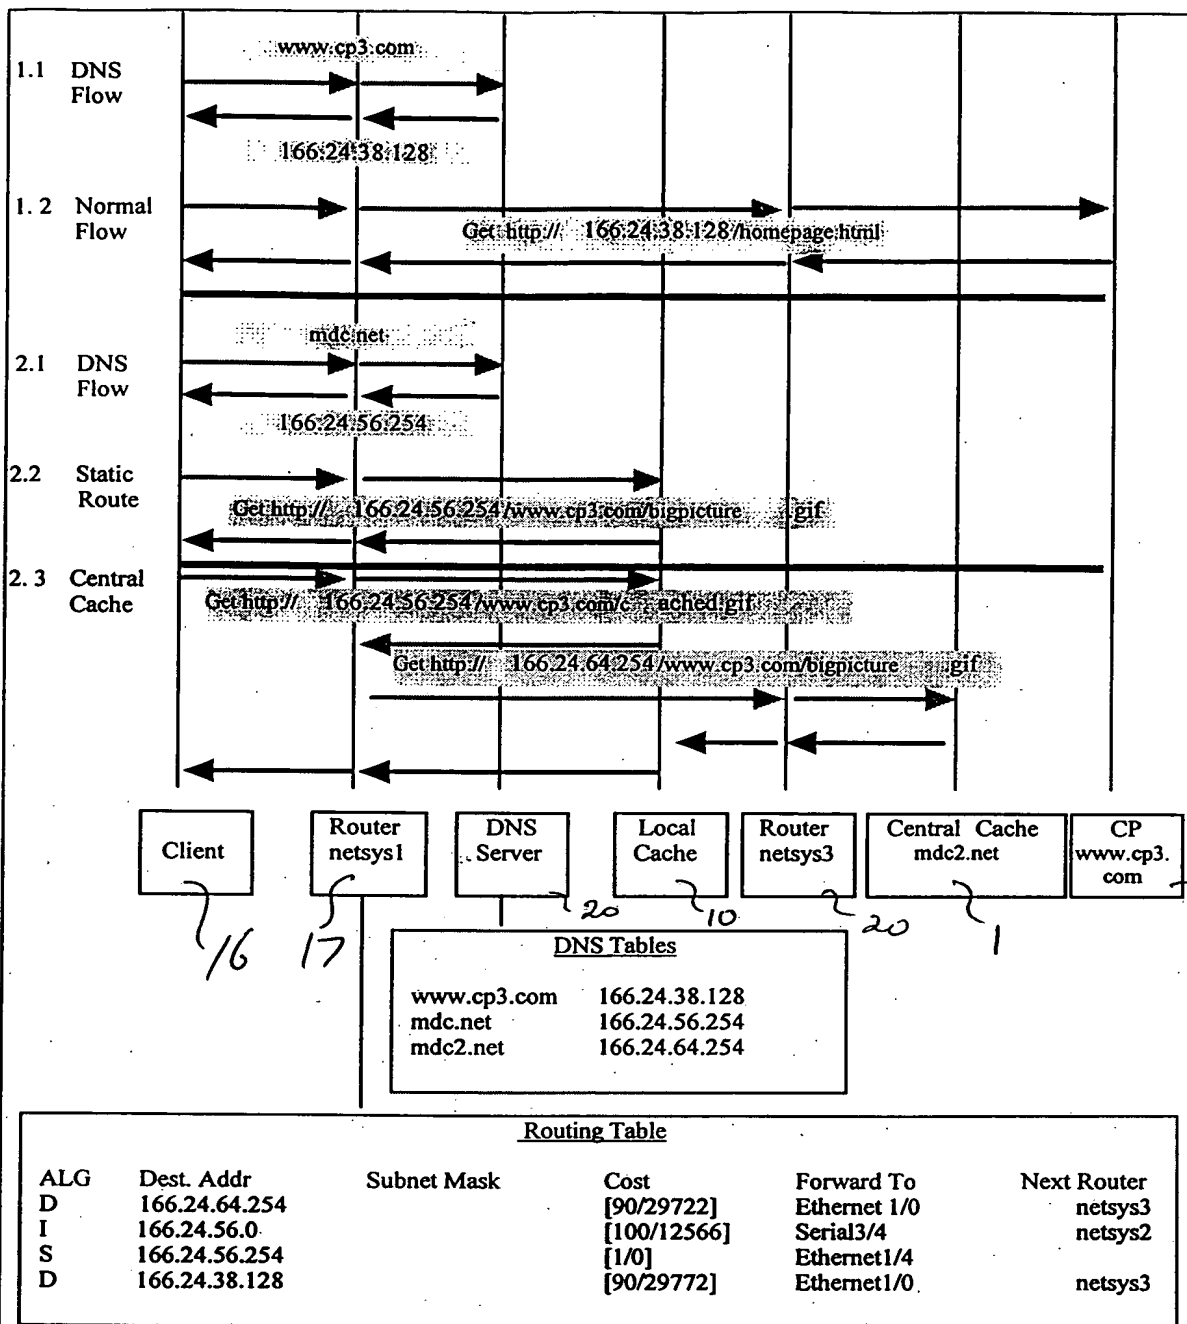 www.cp3.com
1.1 DNS
Flow
166.24.38.128
1.2 Normal
Flow
Get http:// 166.24.38.128/homepage.html
mdc.net
2.1 DNS
Flow
166.24.56.254
2.2 Static
Route
Get http:// 166.24.56.254/www.cp3.com/bigpicture .gif
2.3 Central
Cache
Get http:// 166.24.56.254/www.cp3.com/c ached.gif
Get http:// 166.24.64.254/www.cp3.com/bigpicture .gif
Client
Router
netsys1
DNS
Server
Local
Cache
Router
netsys3
Central Cache
mdc2.net
CP
www.cp3.
com
16
17
20
10
20
1
DNS Tables
www.cp3.com 166.24.38.128
mdc.net 166.24.56.254
mdc2.net 166.24.64.254
Routing Table
ALG Dest. Addr Subnet Mask Cost Forward To Next Router
D 166.24.64.254 [90/29722] Ethernet 1/0 netsys3
I 166.24.56.0 [100/12566] Serial3/4 netsys2
S 166.24.56.254 [1/0] Ethernet1/4
D 166.24.38.128 [90/29772] Ethernet1/0 netsys3